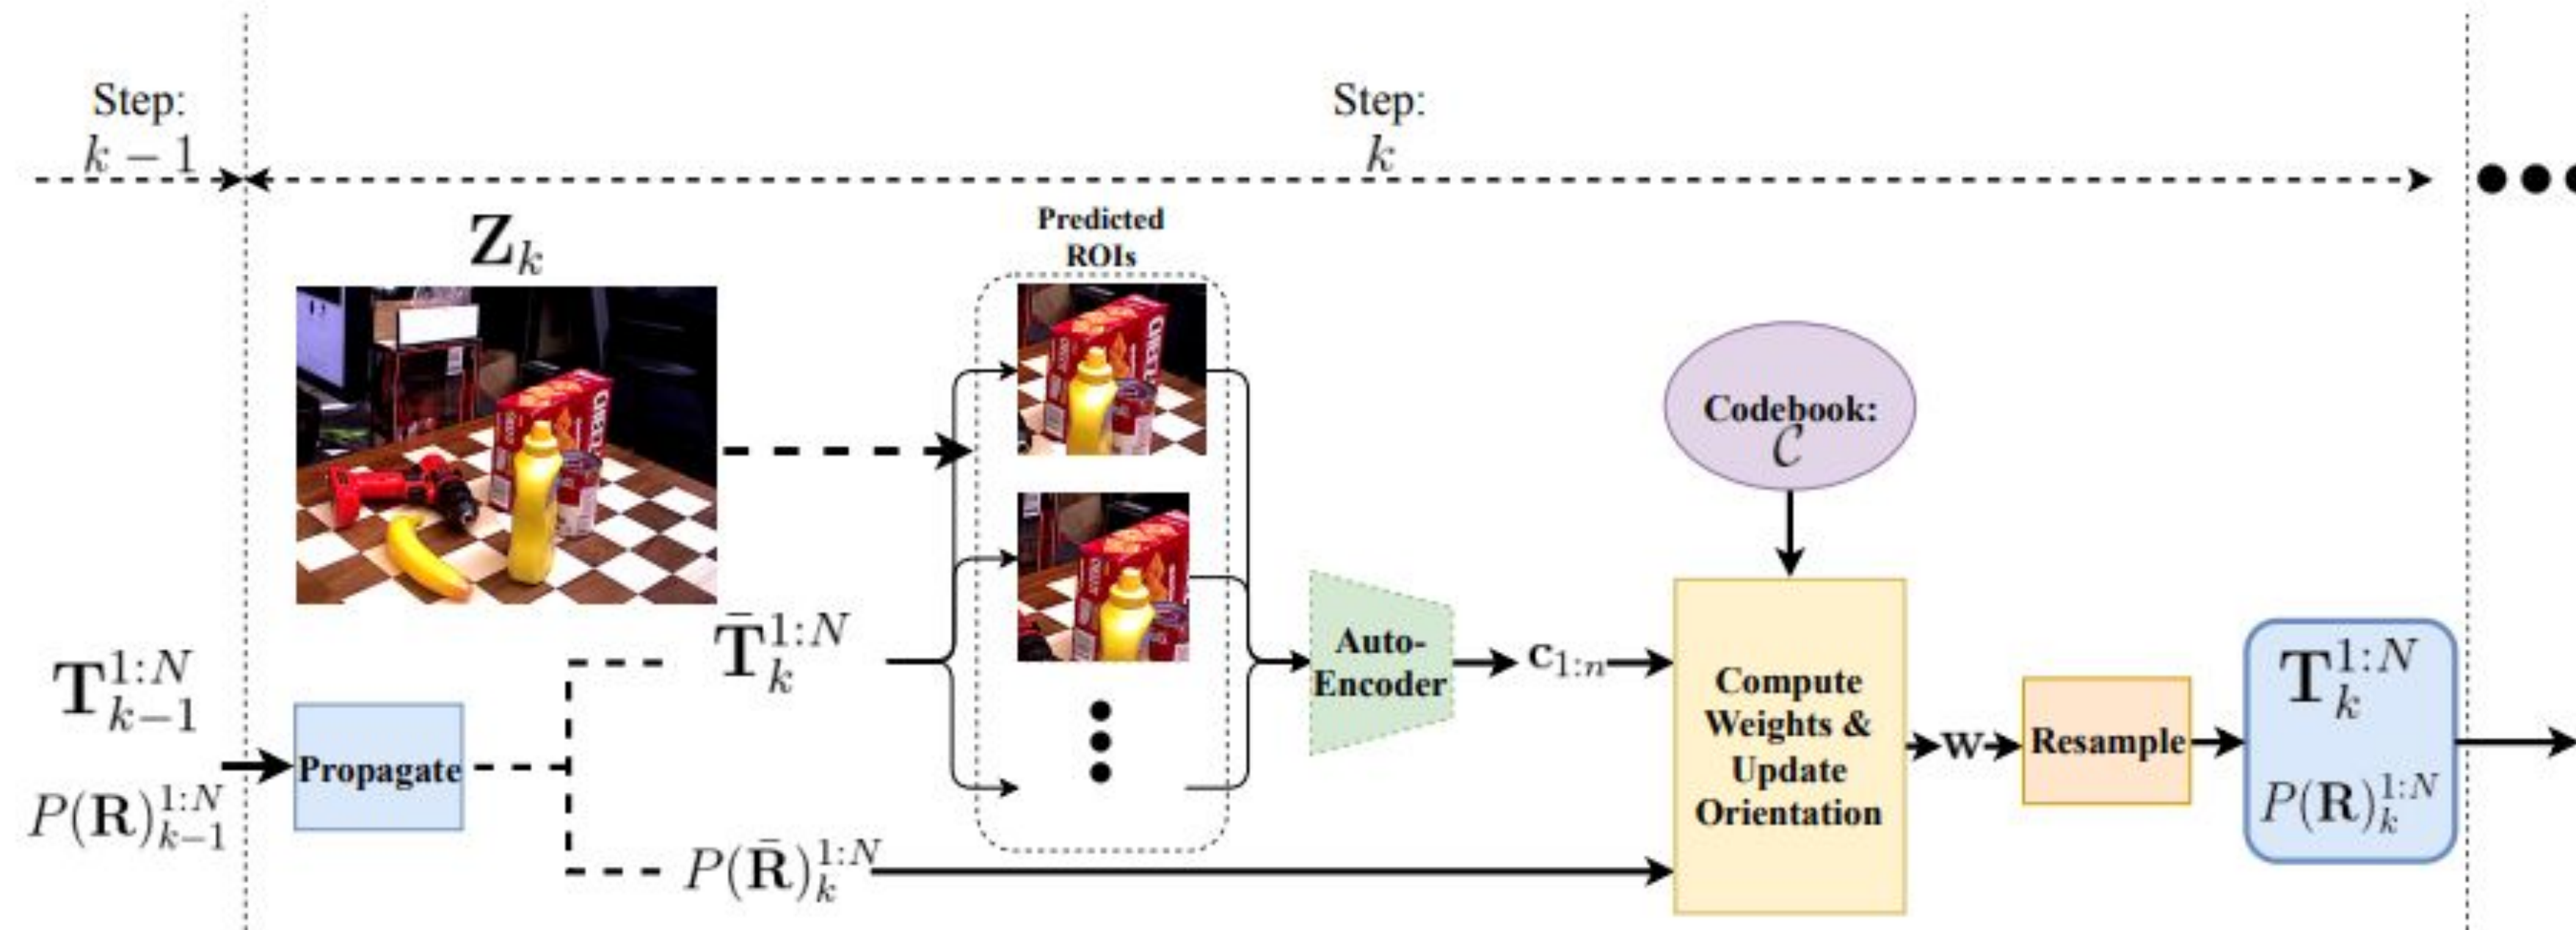 Step:
k − 1
Step:
k
Z_k
Predicted
ROIs
CHEEZ
Codebook:
𝒞
T̄_k^{1:N}
T_{k−1}^{1:N}
Auto-
Encoder
c_{1:n}
Compute
Weights &
Update
Orientation
w
Resample
T_k^{1:N}
Propagate
P(R)_{k−1}^{1:N}
P(R̄)_k^{1:N}
P(R)_k^{1:N}